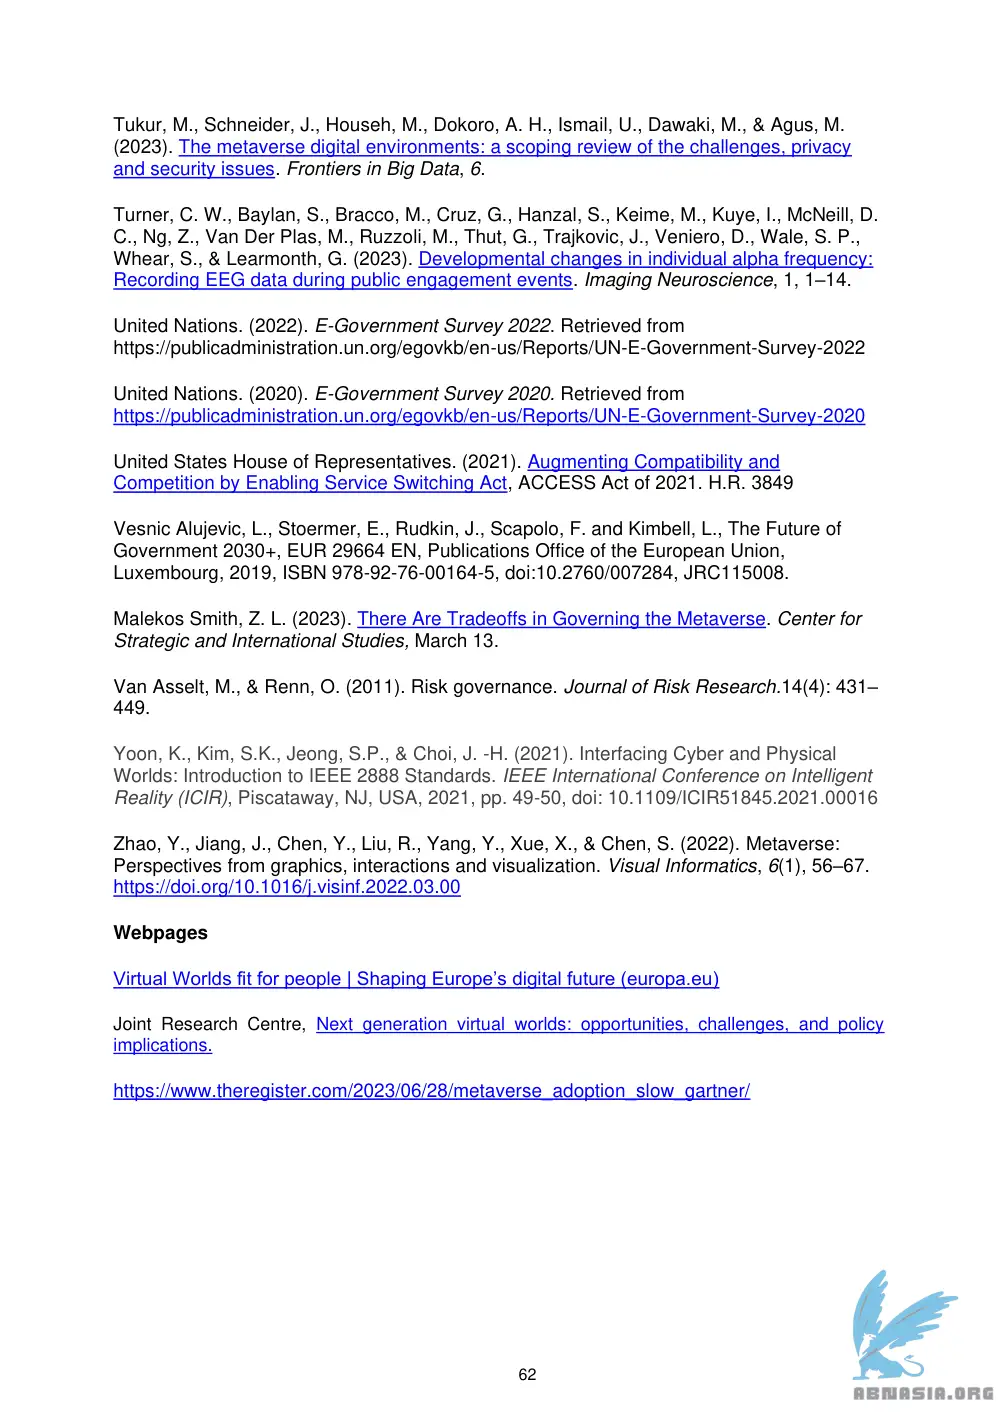 Tukur, M., Schneider, J., Househ, M., Dokoro, A. H., Ismail, U., Dawaki, M., & Agus, M.
(2023). The metaverse digital environments: a scoping review of the challenges, privacy
and security issues. Frontiers in Big Data, 6.
Turner, C. W., Baylan, S., Bracco, M., Cruz, G., Hanzal, S., Keime, M., Kuye, I., McNeill, D.
C., Ng, Z., Van Der Plas, M., Ruzzoli, M., Thut, G., Trajkovic, J., Veniero, D., Wale, S. P.,
Whear, S., & Learmonth, G. (2023). Developmental changes in individual alpha frequency:
Recording EEG data during public engagement events. Imaging Neuroscience, 1, 1–14.
United Nations. (2022). E-Government Survey 2022. Retrieved from
https://publicadministration.un.org/egovkb/en-us/Reports/UN-E-Government-Survey-2022
United Nations. (2020). E-Government Survey 2020. Retrieved from
https://publicadministration.un.org/egovkb/en-us/Reports/UN-E-Government-Survey-2020
United States House of Representatives. (2021). Augmenting Compatibility and
Competition by Enabling Service Switching Act, ACCESS Act of 2021. H.R. 3849
Vesnic Alujevic, L., Stoermer, E., Rudkin, J., Scapolo, F. and Kimbell, L., The Future of
Government 2030+, EUR 29664 EN, Publications Office of the European Union,
Luxembourg, 2019, ISBN 978-92-76-00164-5, doi:10.2760/007284, JRC115008.
Malekos Smith, Z. L. (2023). There Are Tradeoffs in Governing the Metaverse. Center for
Strategic and International Studies, March 13.
Van Asselt, M., & Renn, O. (2011). Risk governance. Journal of Risk Research.14(4): 431–
449.
Yoon, K., Kim, S.K., Jeong, S.P., & Choi, J. -H. (2021). Interfacing Cyber and Physical
Worlds: Introduction to IEEE 2888 Standards. IEEE International Conference on Intelligent
Reality (ICIR), Piscataway, NJ, USA, 2021, pp. 49-50, doi: 10.1109/ICIR51845.2021.00016
Zhao, Y., Jiang, J., Chen, Y., Liu, R., Yang, Y., Xue, X., & Chen, S. (2022). Metaverse:
Perspectives from graphics, interactions and visualization. Visual Informatics, 6(1), 56–67.
https://doi.org/10.1016/j.visinf.2022.03.00
Webpages
Virtual Worlds fit for people | Shaping Europe’s digital future (europa.eu)
Joint Research Centre, Next generation virtual worlds: opportunities, challenges, and policy
implications.
https://www.theregister.com/2023/06/28/metaverse_adoption_slow_gartner/
62
ABNASIA.ORG